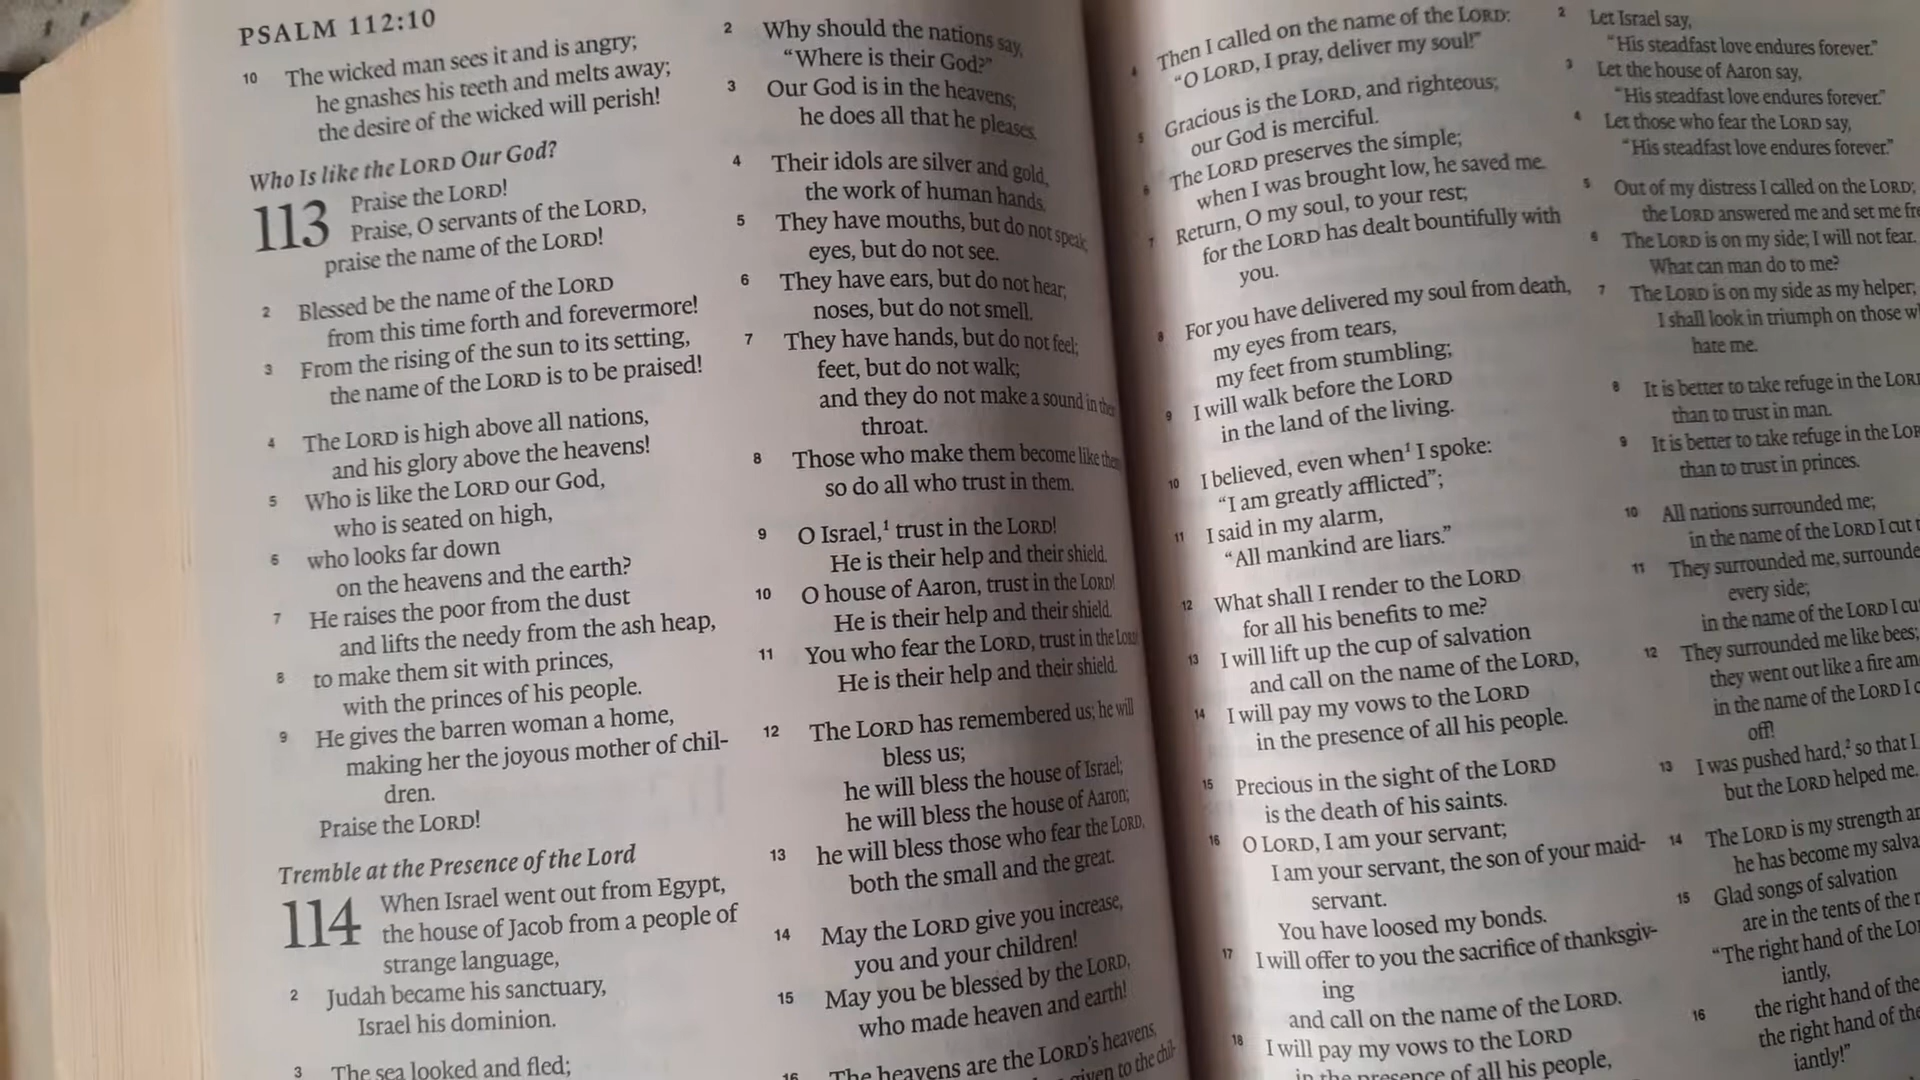 PSALM 112:10
10 The wicked man sees it and is angry;
he gnashes his teeth and melts away;
the desire of the wicked will perish!
Who Is like the LORD Our God?
113 Praise the LORD!
Praise, O servants of the LORD,
praise the name of the LORD!
2 Blessed be the name of the LORD
from this time forth and forevermore!
3 From the rising of the sun to its setting,
the name of the LORD is to be praised!
4 The LORD is high above all nations,
and his glory above the heavens!
5 Who is like the LORD our God,
who is seated on high,
6 who looks far down
on the heavens and the earth?
7 He raises the poor from the dust
and lifts the needy from the ash heap,
8 to make them sit with princes,
with the princes of his people.
9 He gives the barren woman a home,
making her the joyous mother of chil-
dren.
Praise the LORD!
Tremble at the Presence of the Lord
114 When Israel went out from Egypt,
the house of Jacob from a people of
strange language,
2 Judah became his sanctuary,
Israel his dominion.
3 The sea looked and fled;
2 Why should the nations say,
“Where is their God?”
3 Our God is in the heavens;
he does all that he pleases.
4 Their idols are silver and gold,
the work of human hands.
5 They have mouths, but do not speak;
eyes, but do not see.
6 They have ears, but do not hear;
noses, but do not smell.
7 They have hands, but do not feel;
feet, but do not walk;
and they do not make a sound in their
throat.
8 Those who make them become like them;
so do all who trust in them.
9 O Israel,¹ trust in the LORD!
He is their help and their shield.
10 O house of Aaron, trust in the LORD!
He is their help and their shield.
11 You who fear the LORD, trust in the LORD!
He is their help and their shield.
12 The LORD has remembered us; he will
bless us;
he will bless the house of Israel;
he will bless the house of Aaron;
13 he will bless those who fear the LORD,
both the small and the great.
14 May the LORD give you increase,
you and your children!
15 May you be blessed by the LORD,
who made heaven and earth!
16 The heavens are the LORD’s heavens,
given to the chil-
4 Then I called on the name of the LORD:
“O LORD, I pray, deliver my soul!”
5 Gracious is the LORD, and righteous;
our God is merciful.
6 The LORD preserves the simple;
when I was brought low, he saved me.
7 Return, O my soul, to your rest;
for the LORD has dealt bountifully with
you.
8 For you have delivered my soul from death,
my eyes from tears,
my feet from stumbling;
9 I will walk before the LORD
in the land of the living.
10 I believed, even when¹ I spoke:
“I am greatly afflicted”;
11 I said in my alarm,
“All mankind are liars.”
12 What shall I render to the LORD
for all his benefits to me?
13 I will lift up the cup of salvation
and call on the name of the LORD,
14 I will pay my vows to the LORD
in the presence of all his people.
15 Precious in the sight of the LORD
is the death of his saints.
16 O LORD, I am your servant;
I am your servant, the son of your maid-
servant.
You have loosed my bonds.
17 I will offer to you the sacrifice of thanksgiv-
ing
and call on the name of the LORD.
18 I will pay my vows to the LORD
in the presence of all his people,
2 Let Israel say,
“His steadfast love endures forever.”
3 Let the house of Aaron say,
“His steadfast love endures forever.”
4 Let those who fear the LORD say,
“His steadfast love endures forever.”
5 Out of my distress I called on the LORD;
the LORD answered me and set me fre
6 The LORD is on my side; I will not fear.
What can man do to me?
7 The LORD is on my side as my helper;
I shall look in triumph on those w
hate me.
8 It is better to take refuge in the LOR
than to trust in man.
9 It is better to take refuge in the LOR
than to trust in princes.
10 All nations surrounded me;
in the name of the LORD I cut t
11 They surrounded me, surrounde
every side;
in the name of the LORD I cut
12 They surrounded me like bees;
they went out like a fire am
in the name of the LORD I c
off!
13 I was pushed hard,² so that I
but the LORD helped me.
14 The LORD is my strength an
he has become my salva
15 Glad songs of salvation
are in the tents of the r
“The right hand of the LOR
iantly,
16 the right hand of the
the right hand of the
iantly!”